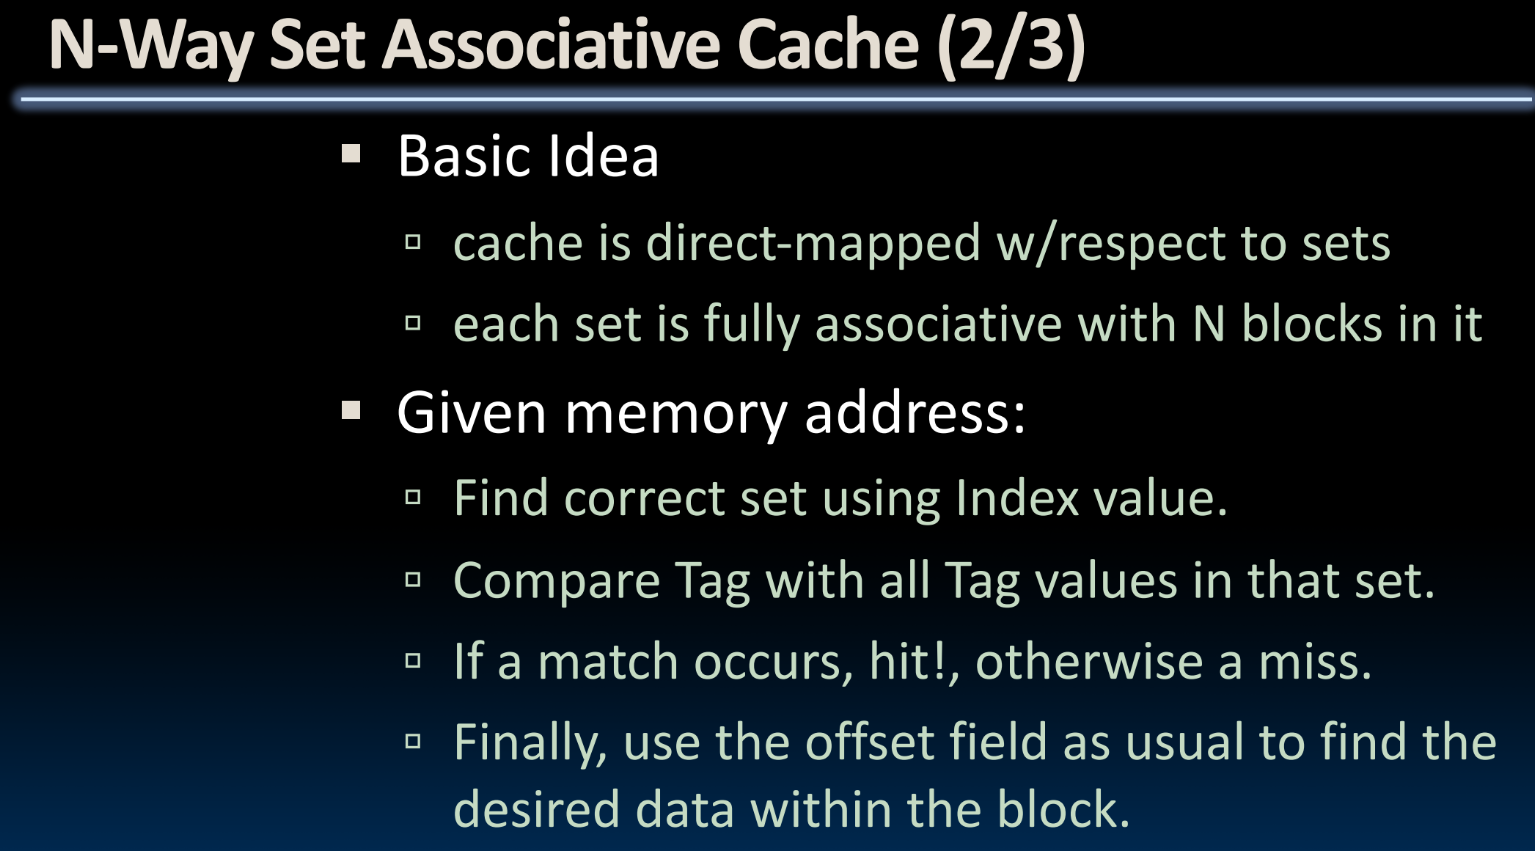 N-Way Set Associative Cache (2/3)
Basic Idea
cache is direct-mapped w/respect to sets
each set is fully associative with N blocks in it
Given memory address:
Find correct set using Index value.
Compare Tag with all Tag values in that set.
If a match occurs, hit!, otherwise a miss.
Finally, use the offset field as usual to find the
desired data within the block.